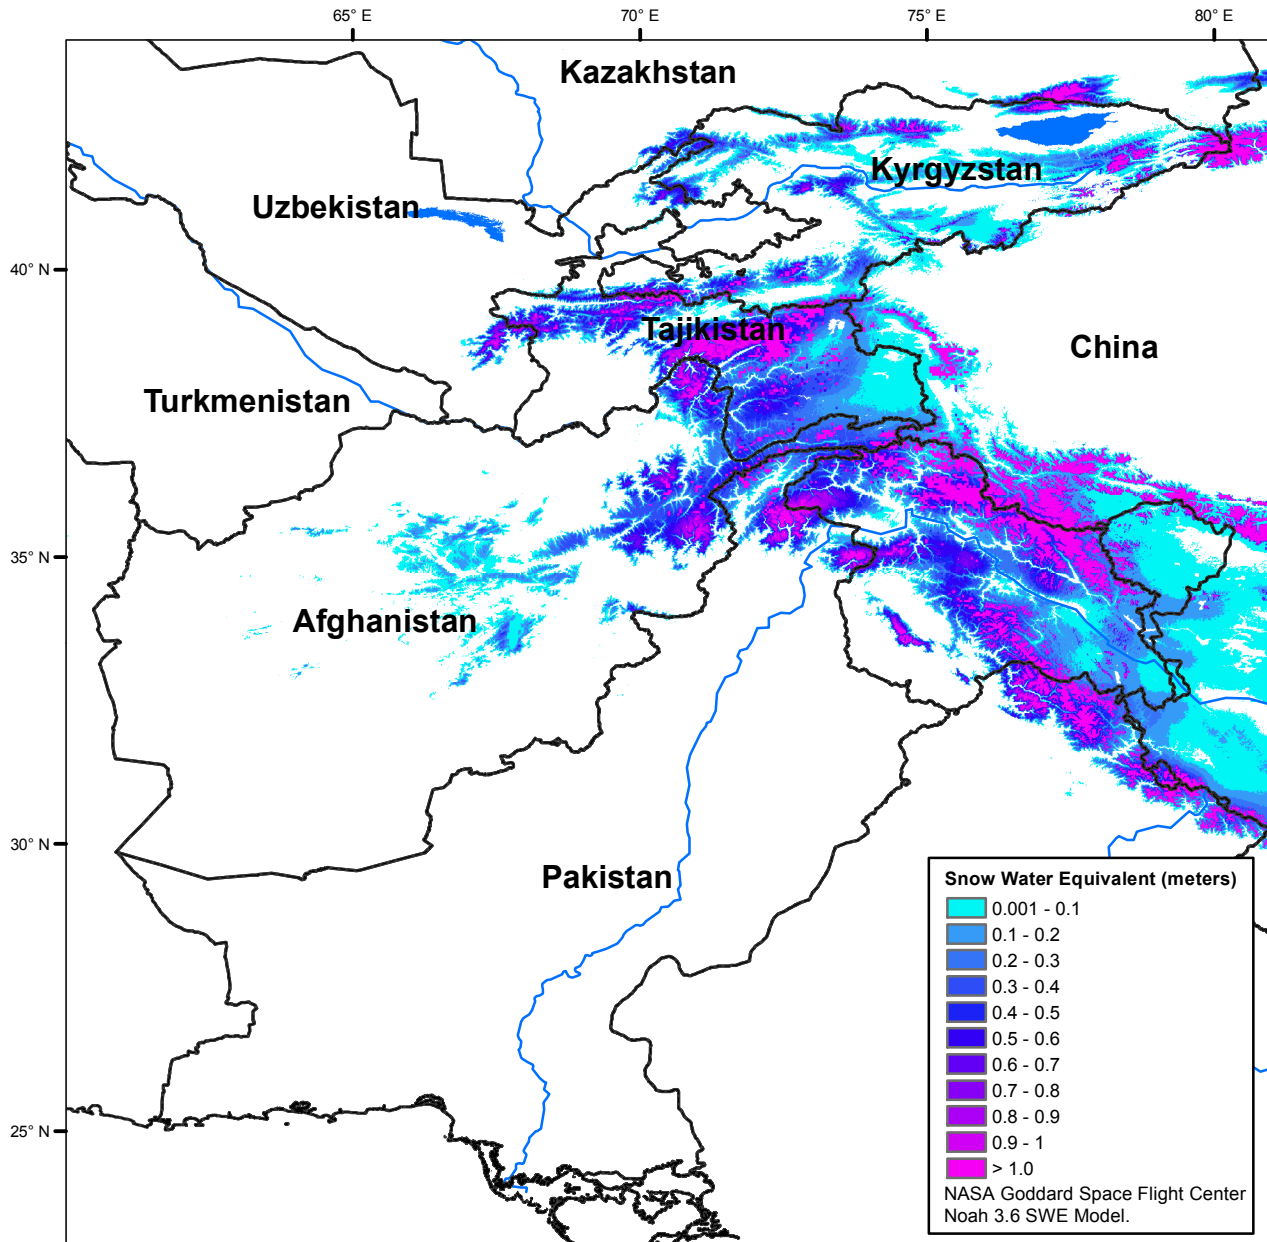 65° E
70° E
75° E
80° E
Kazakhstan
Kyrgyzstan
Uzbekistan
40° N
Tajikistan
China
Turkmenistan
35° N
Afghanistan
30° N
Pakistan
25° N
Snow Water Equivalent (meters)
0.001 - 0.1
0.1 - 0.2
0.2 - 0.3
0.3 - 0.4
0.4 - 0.5
0.5 - 0.6
0.6 - 0.7
0.7 - 0.8
0.8 - 0.9
0.9 - 1
> 1.0
NASA Goddard Space Flight Center
Noah 3.6 SWE Model.